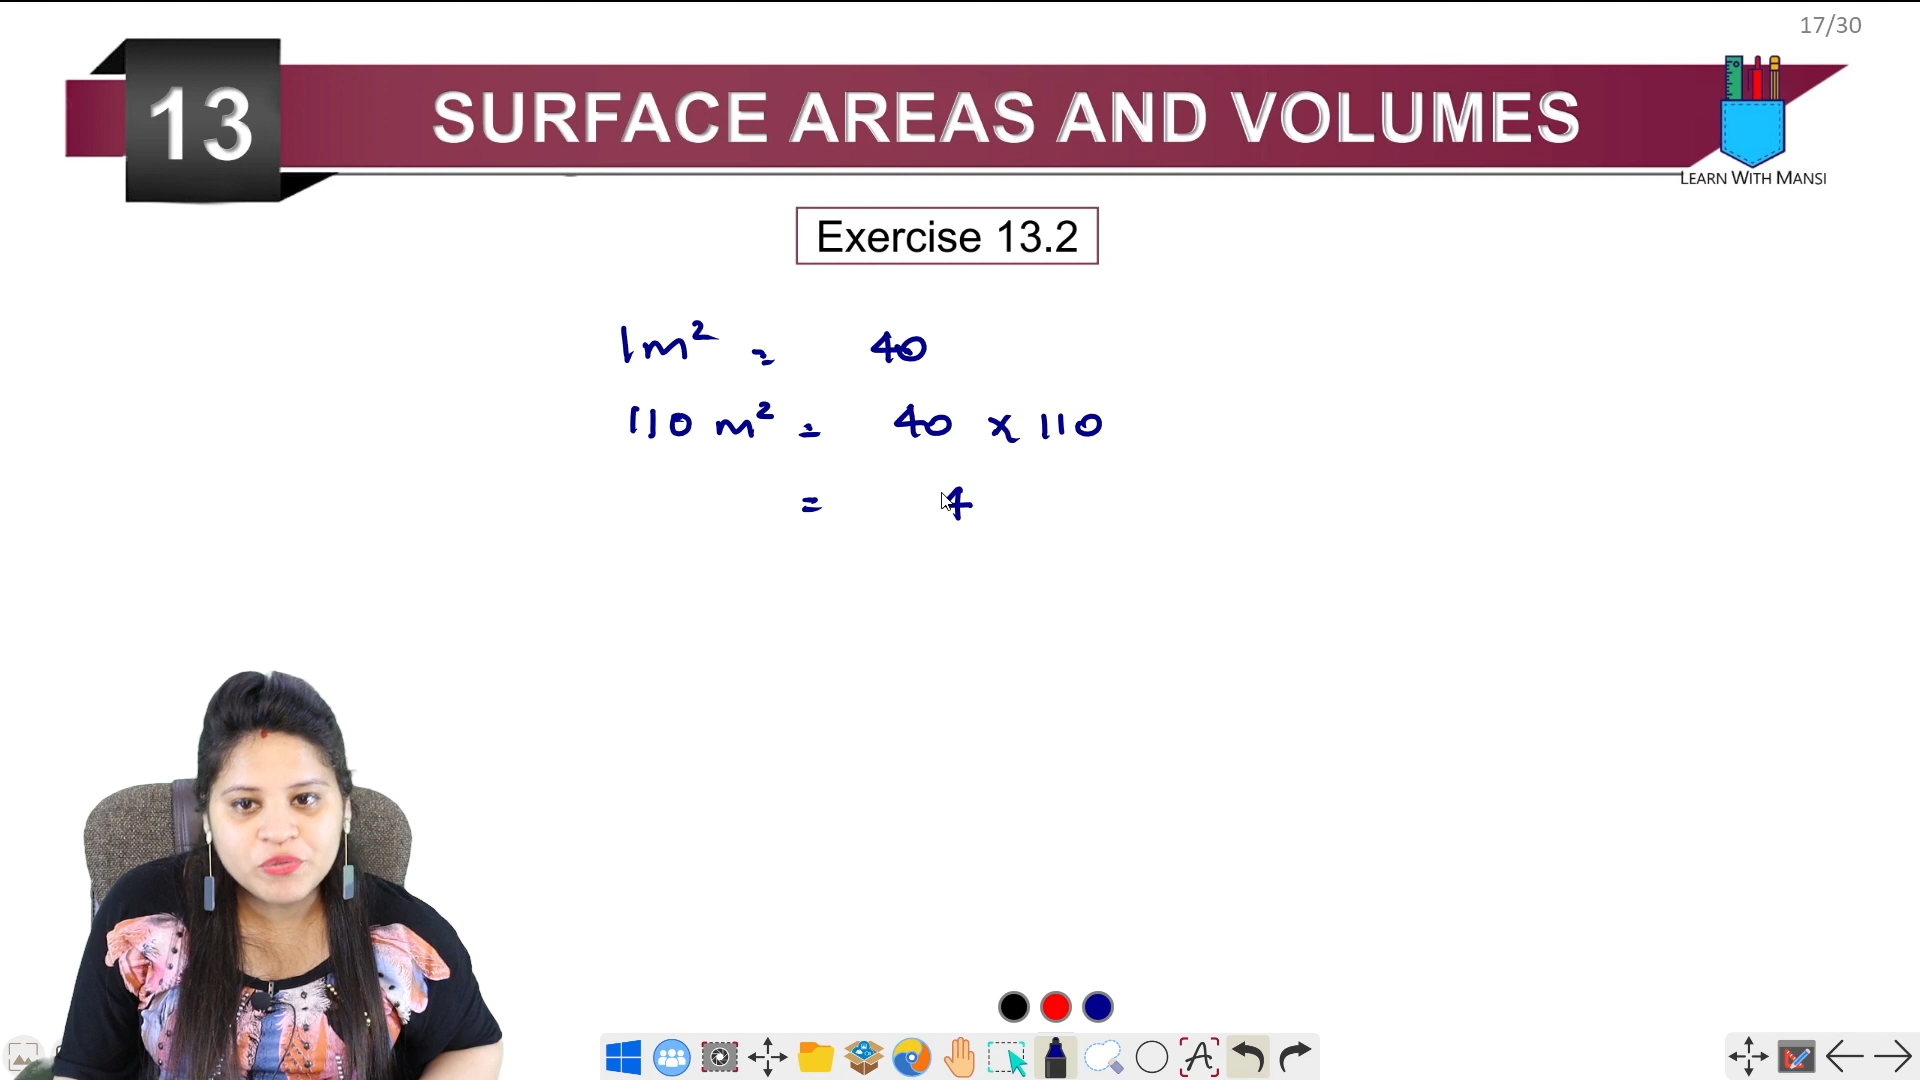 17/30
13 SURFACE AREAS AND VOLUMES
LEARN WITH MANSI
Exercise 13.2
1m² = 40
110 m² = 40 x 110
= 4